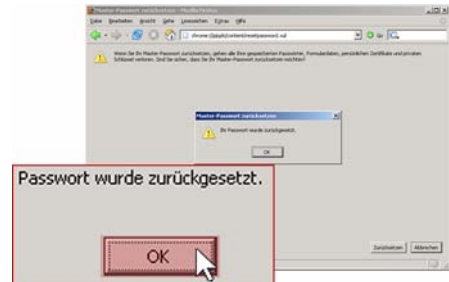 Master-Passwort zurücksetzen - Mozilla Firefox
Datei Bearbeiten Ansicht Gehe Lesezeichen Extras Hilfe
chrome://pippki/content/resetpassword.xul
Go
Wenn Sie Ihr Master-Passwort zurücksetzen, gehen alle Ihre gespeicherten Passwörter, Formulardaten, persönlichen Zertifikate und privaten
Schlüssel verloren. Sind Sie sicher, dass Sie Ihr Master-Passwort zurücksetzen möchten?
Master-Passwort zurücksetzen
Ihr Passwort wurde zurückgesetzt.
OK
Passwort wurde zurückgesetzt.
OK
Zurücksetzen
Abbrechen